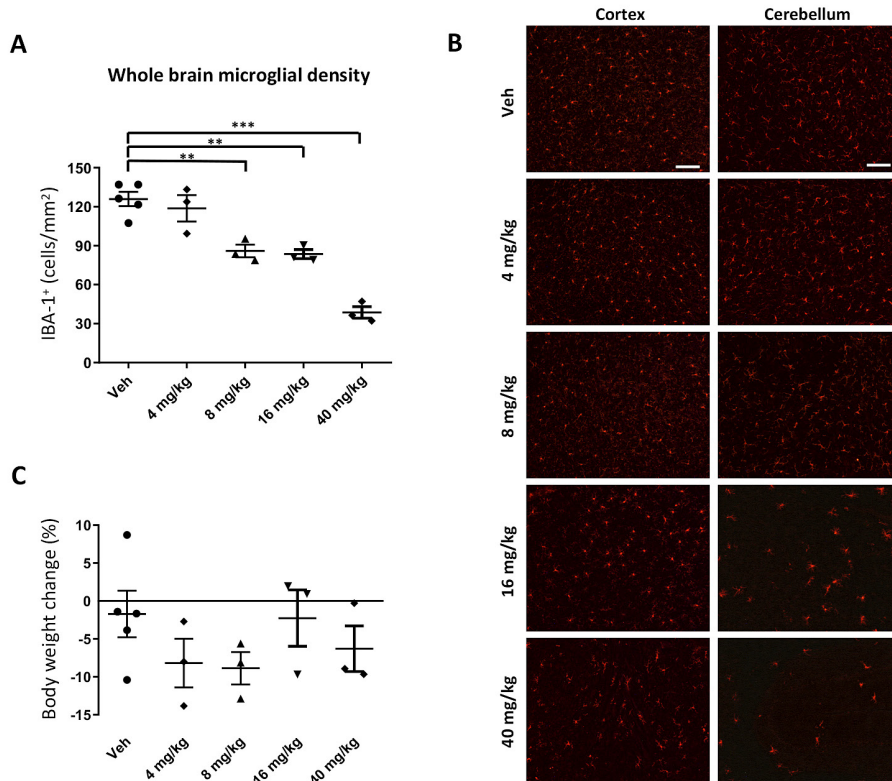 A
Whole brain microglial density
***
**
**
150
120
90
60
30
0
IBA-1⁺ (cells/mm²)
Veh
4 mg/kg
8 mg/kg
16 mg/kg
40 mg/kg
B
Cortex
Cerebellum
Veh
4 mg/kg
8 mg/kg
16 mg/kg
40 mg/kg
C
10
5
0
-5
-10
-15
Body weight change (%)
Veh
4 mg/kg
8 mg/kg
16 mg/kg
40 mg/kg